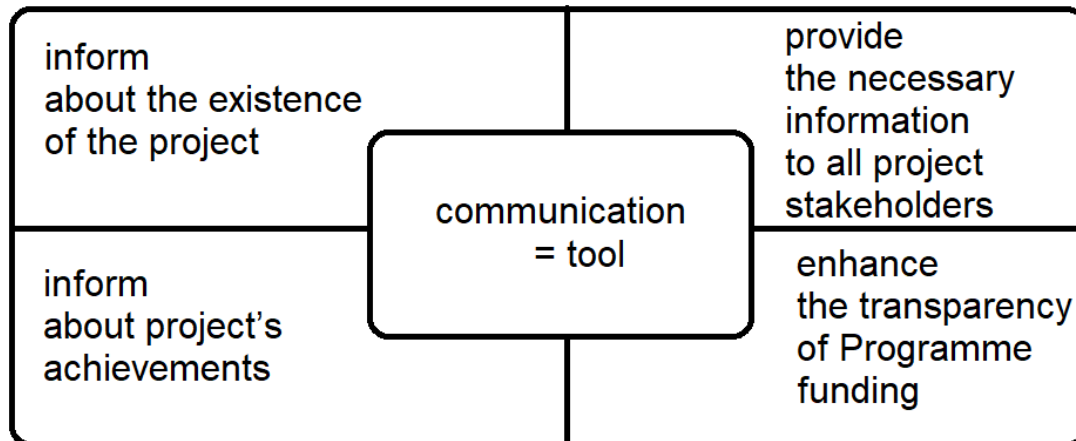 inform
about the existence
of the project
provide
the necessary
information
to all project
stakeholders
communication
= tool
inform
about project’s
achievements
enhance
the transparency
of Programme
funding